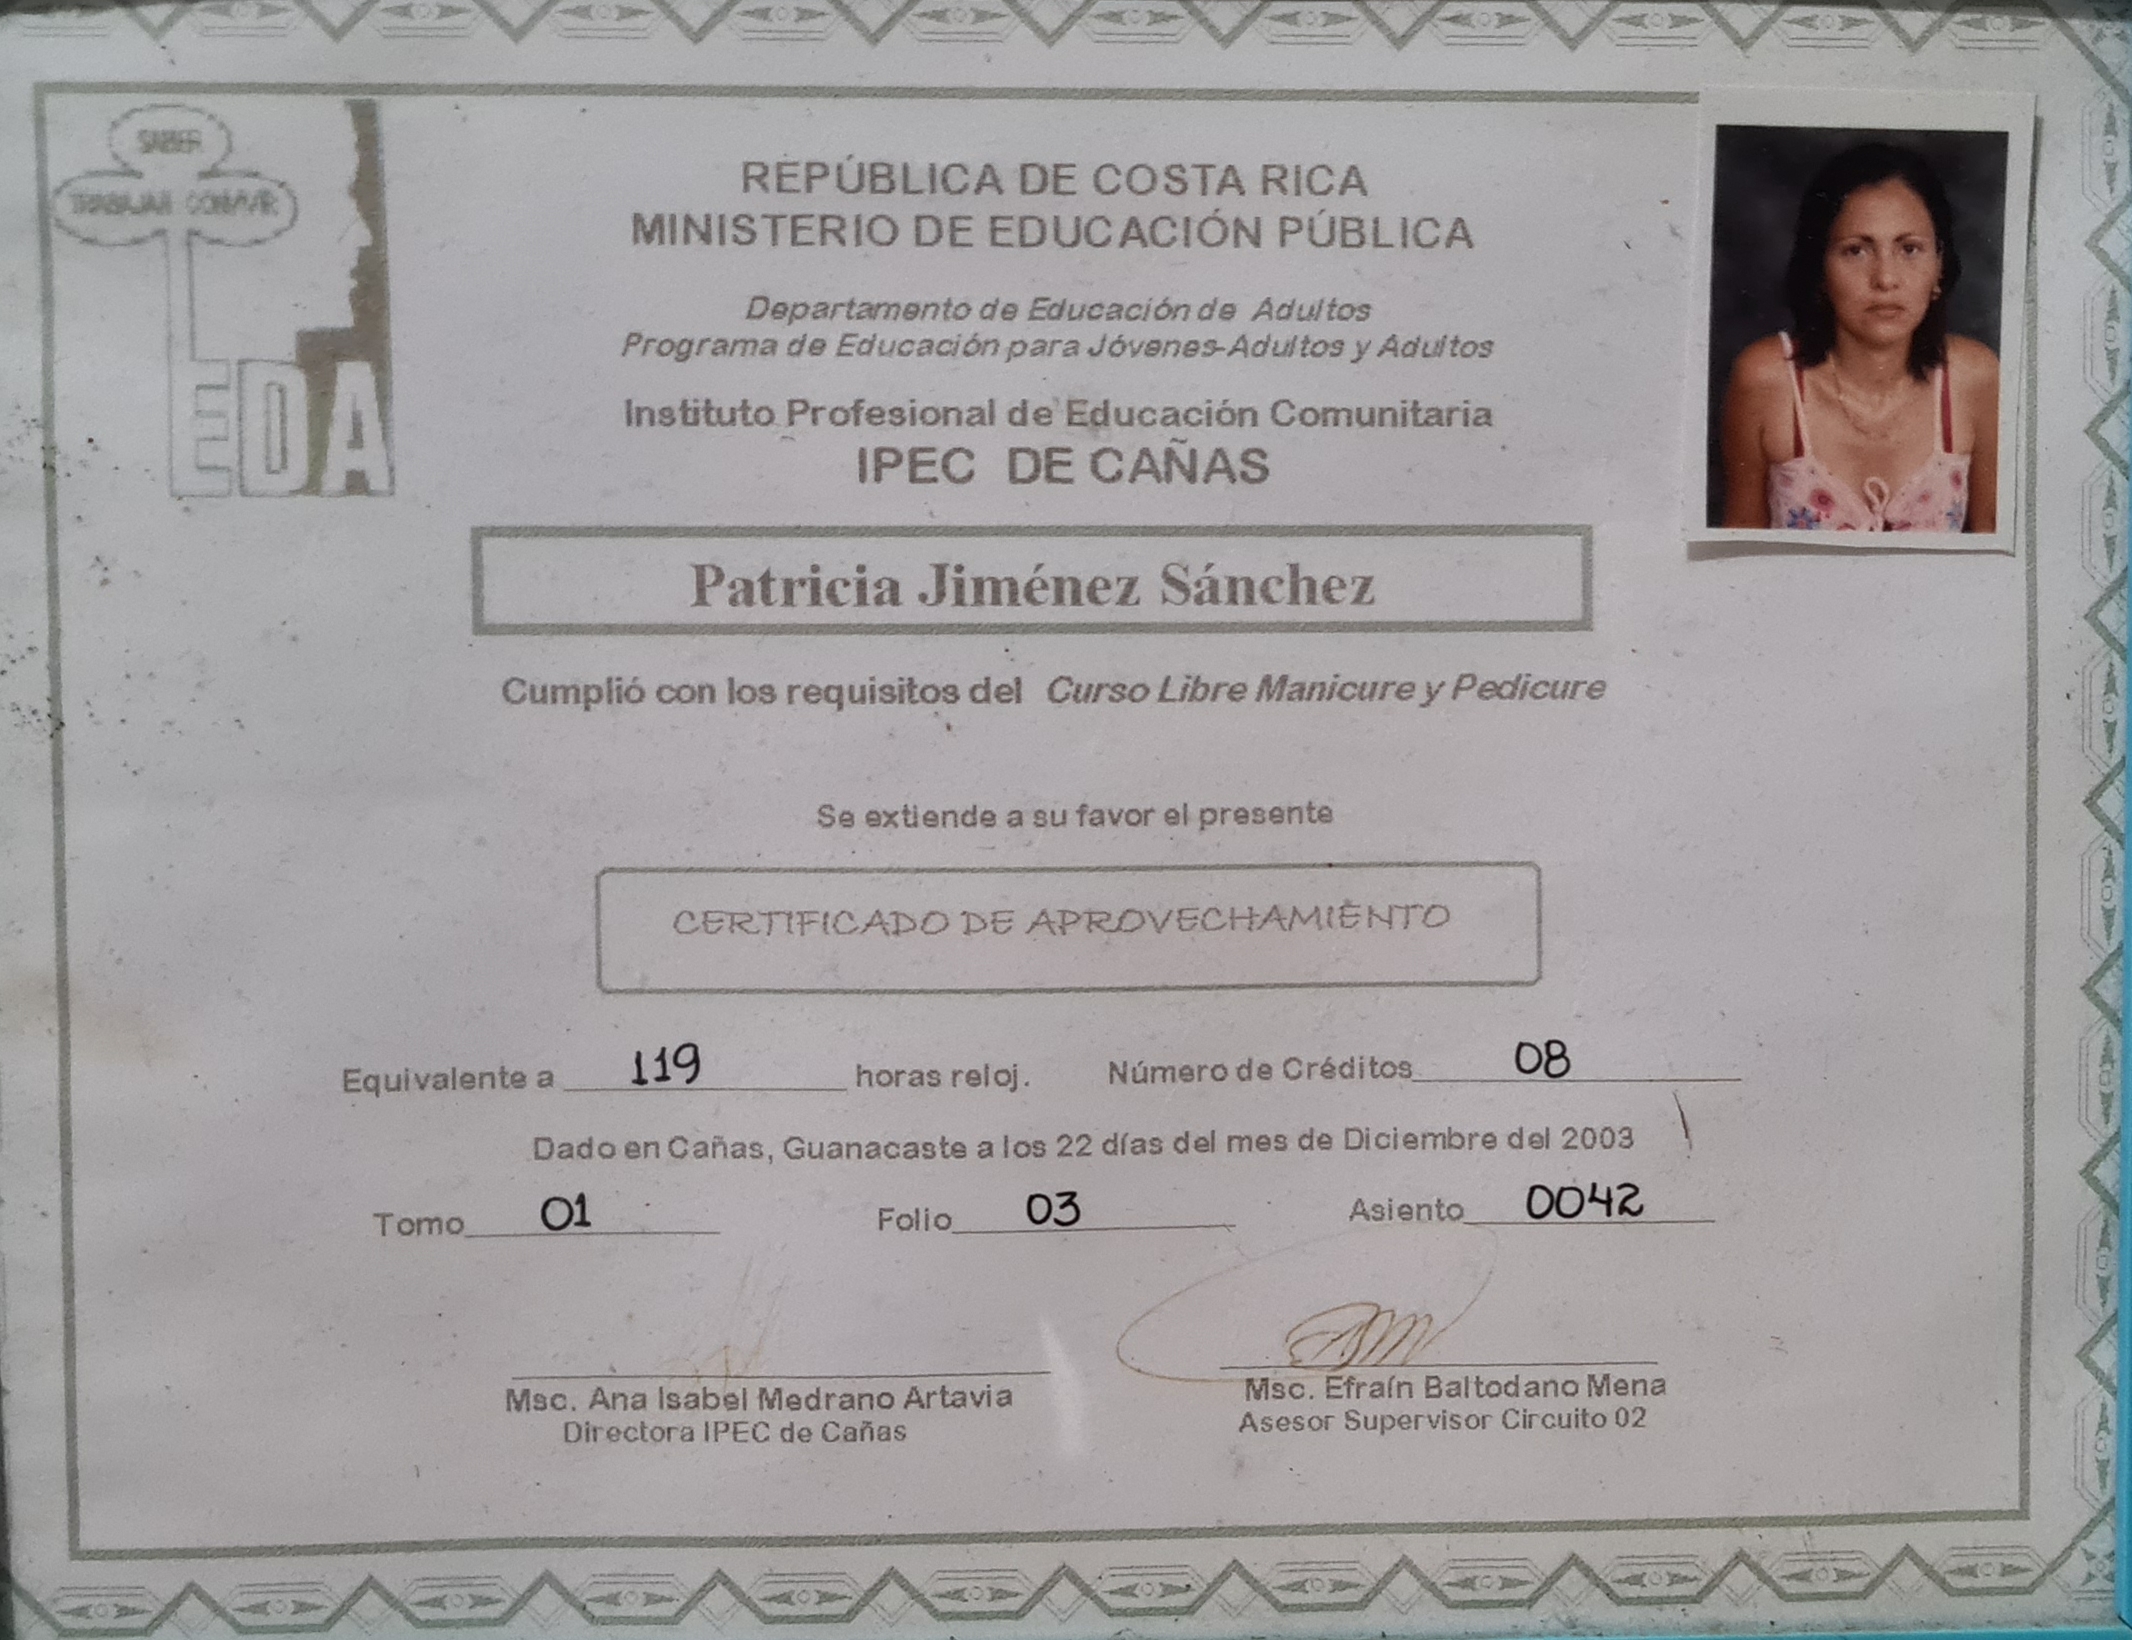 SABER
TRABAJAR CONVIVIR
EDA
REPÚBLICA DE COSTA RICA
MINISTERIO DE EDUCACIÓN PÚBLICA
Departamento de Educación de Adultos
Programa de Educación para Jóvenes-Adultos y Adultos
Instituto Profesional de Educación Comunitaria
IPEC DE CAÑAS
Patricia Jiménez Sánchez
Cumplió con los requisitos del Curso Libre Manicure y Pedicure
Se extiende a su favor el presente
CERTIFICADO DE APROVECHAMIENTO
Equivalente a 119 horas reloj. Número de Créditos 08
Dado en Cañas, Guanacaste a los 22 días del mes de Diciembre del 2003
Tomo 01 Folio 03 Asiento 0042
Msc. Ana Isabel Medrano Artavia Msc. Efraín Baltodano Mena
Directora IPEC de Cañas Asesor Supervisor Circuito 02